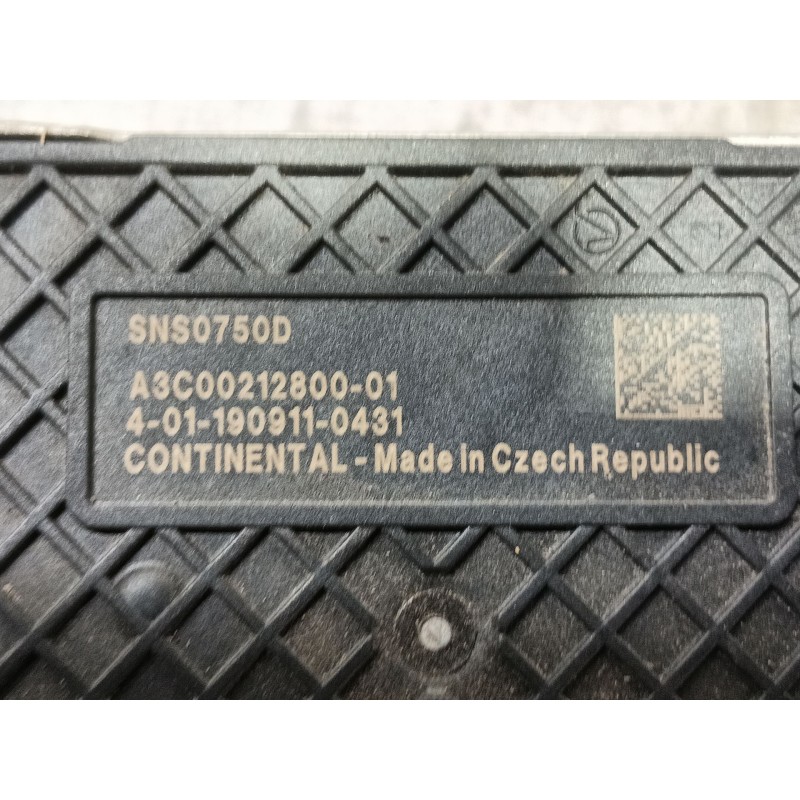 SNS0750D
A3C00212800-01
4-01-190911-0431
CONTINENTAL - Made in Czech Republic